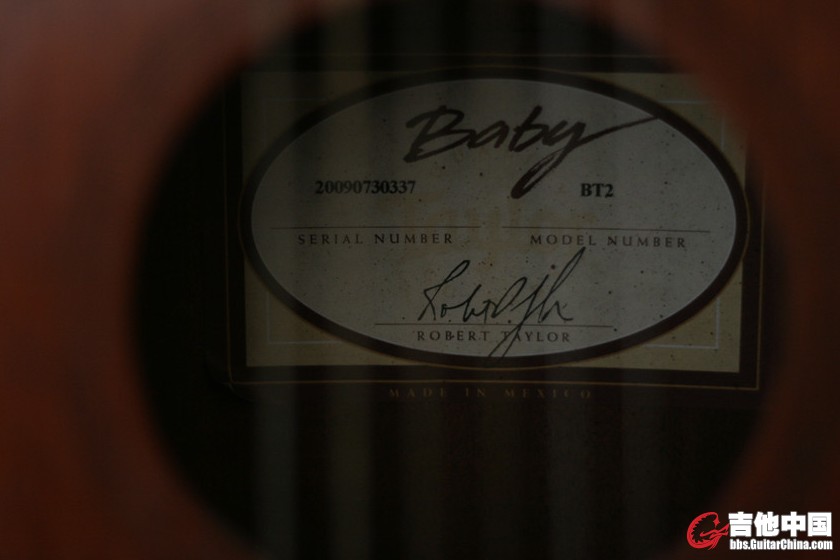 Baby
20090730337 BT2
SERIAL NUMBER MODEL NUMBER
ROBERT TAYLOR
MADE IN MEXICO
吉他中国
bbs.GuitarChina.com